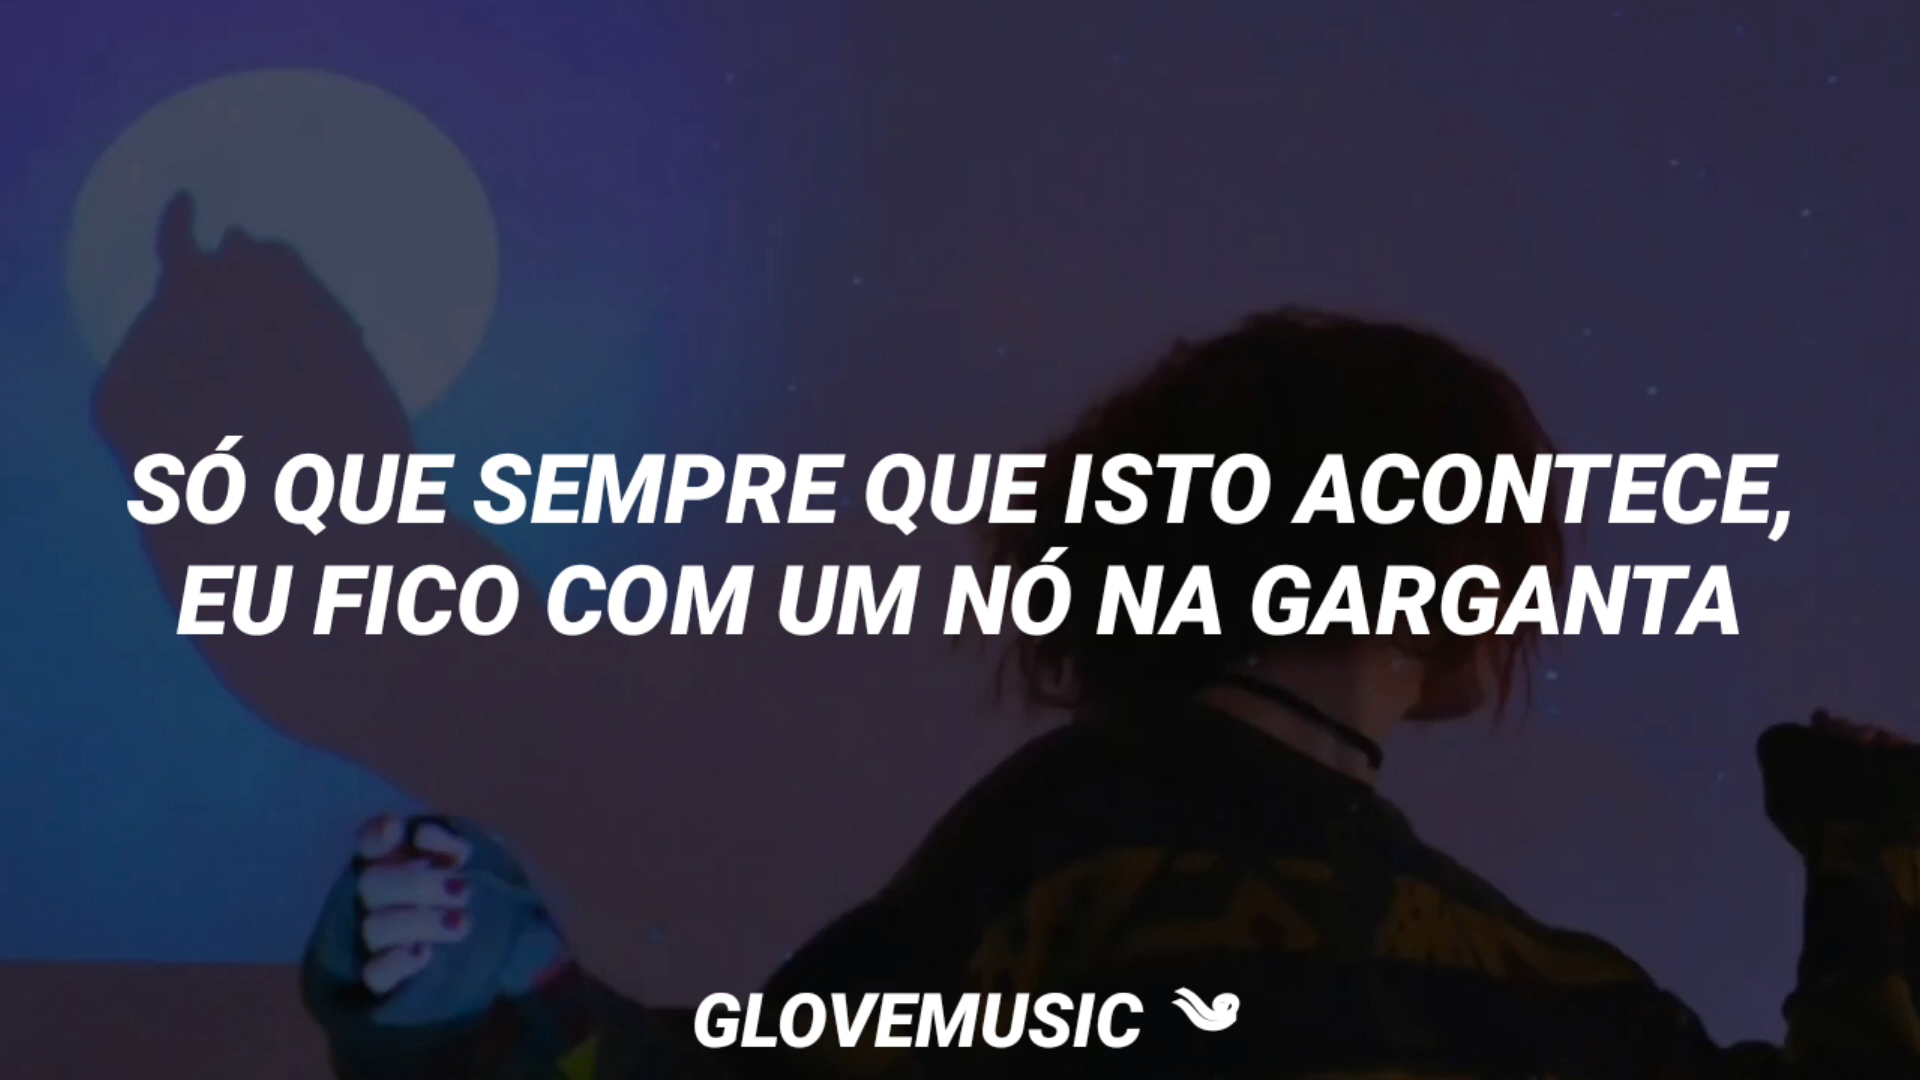 SÓ QUE SEMPRE QUE ISTO ACONTECE,
EU FICO COM UM NÓ NA GARGANTA
GLOVEMUSIC